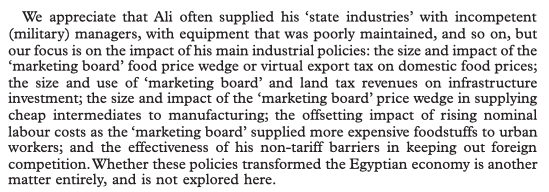 We appreciate that Ali often supplied his ‘state industries’ with incompetent
(military) managers, with equipment that was poorly maintained, and so on, but
our focus is on the impact of his main industrial policies: the size and impact of the
‘marketing board’ food price wedge or virtual export tax on domestic food prices;
the size and use of ‘marketing board’ and land tax revenues on infrastructure
investment; the size and impact of the ‘marketing board’ price wedge in supplying
cheap intermediates to manufacturing; the offsetting impact of rising nominal
labour costs as the ‘marketing board’ supplied more expensive foodstuffs to urban
workers; and the effectiveness of his non-tariff barriers in keeping out foreign
competition. Whether these policies transformed the Egyptian economy is another
matter entirely, and is not explored here.